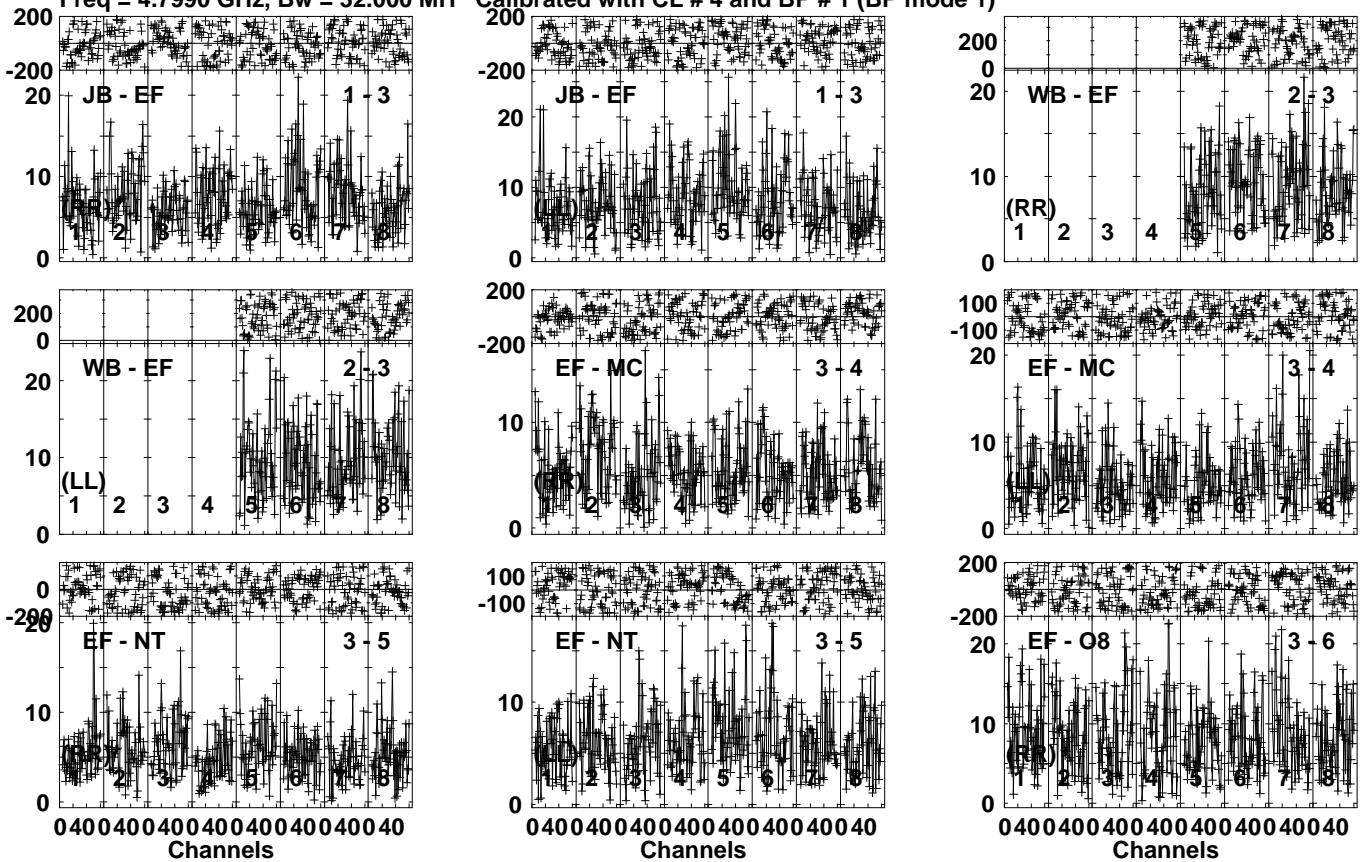 Freq = 4.7990 GHz, Bw = 32.000 MH Calibrated with CL # 4 and BP # 1 (BP mode 1)
200 200 200
-200 -200 0
JB - EF 1 - 3 JB - EF 1 - 3 WB - EF 2 - 3
20 20 20
10 10 10
(RR) (LL) (RR)
1 2 3 4 5 6 7 8 1 2 3 4 5 6 7 8 1 2 3 4 5 6 7 8
0 0 0
200 200 100
0 -200 -100
WB - EF 2 - 3 EF - MC 3 - 4 EF - MC 3 - 4
20 20
10 10 10
(LL) (RR) (LL)
1 2 3 4 5 6 7 8 1 2 3 4 5 6 7 8 1 2 3 4 5 6 7 8
0 0 0
0 100 200
-200 -100 -200
20 EF - NT 3 - 5 EF - NT 3 - 5 EF - O8 3 - 6
20
10 10 10
(RR) (LL) (RR)
1 2 3 4 5 6 7 8 1 2 3 4 5 6 7 8 1 2 3 4 5 6 7 8
0 0 0
0 40 0 40 0 40 0 40 0 40 0 40 0 40 0 40 0 40 0 40 0 40 0 40 0 40 0 40 0 40 0 40 0 40 0 40 0 40 0 40 0 40 0 40 0 40 0 40
Channels Channels Channels